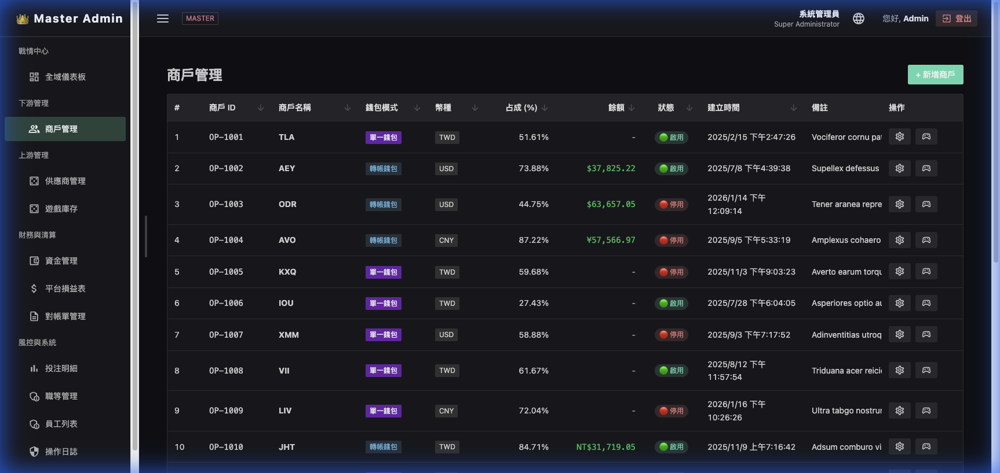 Master Admin
MASTER
系統管理員
Super Administrator
您好, Admin
登出
戰情中心
全域儀表板
下游管理
商戶管理
上游管理
供應商管理
遊戲庫存
財務與清算
資金管理
平台損益表
對帳單管理
風控與系統
投注明細
職等管理
員工列表
操作日誌
商戶管理
+ 新增商戶
# 商戶 ID 商戶名稱 錢包模式 幣種 占成 (%) 餘額 狀態 建立時間 備註 操作
1 OP-1001 TLA 單一錢包 TWD 51.61% - 啟用 2025/2/15 下午2:47:26 Vociferor cornu pat
2 OP-1002 AEY 轉帳錢包 USD 73.88% $37,825.22 啟用 2025/7/8 下午4:39:38 Supellex defessus
3 OP-1003 ODR 轉帳錢包 USD 44.75% $63,657.05 停用 2026/1/14 下午
12:09:14 Tener aranea repre
4 OP-1004 AVO 轉帳錢包 CNY 87.22% ¥57,566.97 停用 2025/9/5 下午5:33:19 Amplexus cohaero
5 OP-1005 KXQ 單一錢包 TWD 59.68% - 停用 2025/11/3 下午9:03:23 Averto earum torqu
6 OP-1006 IOU 單一錢包 TWD 27.43% - 啟用 2025/7/28 下午6:04:05 Asperiores optio au
7 OP-1007 XMM 單一錢包 USD 58.88% - 停用 2025/9/3 下午7:17:52 Adinventitias utroq
8 OP-1008 VII 單一錢包 TWD 61.67% - 啟用 2025/8/12 下午
11:57:54 Triduana acer reicie
9 OP-1009 LIV 單一錢包 CNY 72.04% - 停用 2026/1/16 下午
10:26:26 Ultra tabgo nostrur
10 OP-1010 JHT 轉帳錢包 TWD 84.71% NT$31,719.05 啟用 2025/11/9 上午7:16:42 Adsum comburo vi